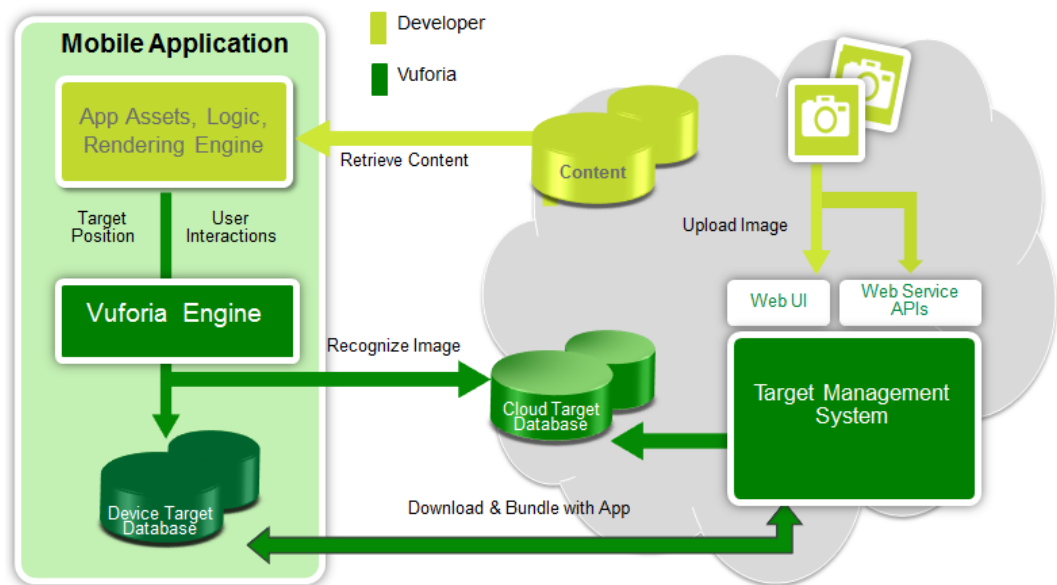 Mobile Application
Developer
Vuforia
App Assets, Logic,
Rendering Engine
Retrieve Content
Content
Target
Position
User
Interactions
Upload Image
Web UI
Web Service
APIs
Vuforia Engine
Recognize Image
Cloud Target
Database
Target Management
System
Device Target
Database
Download & Bundle with App